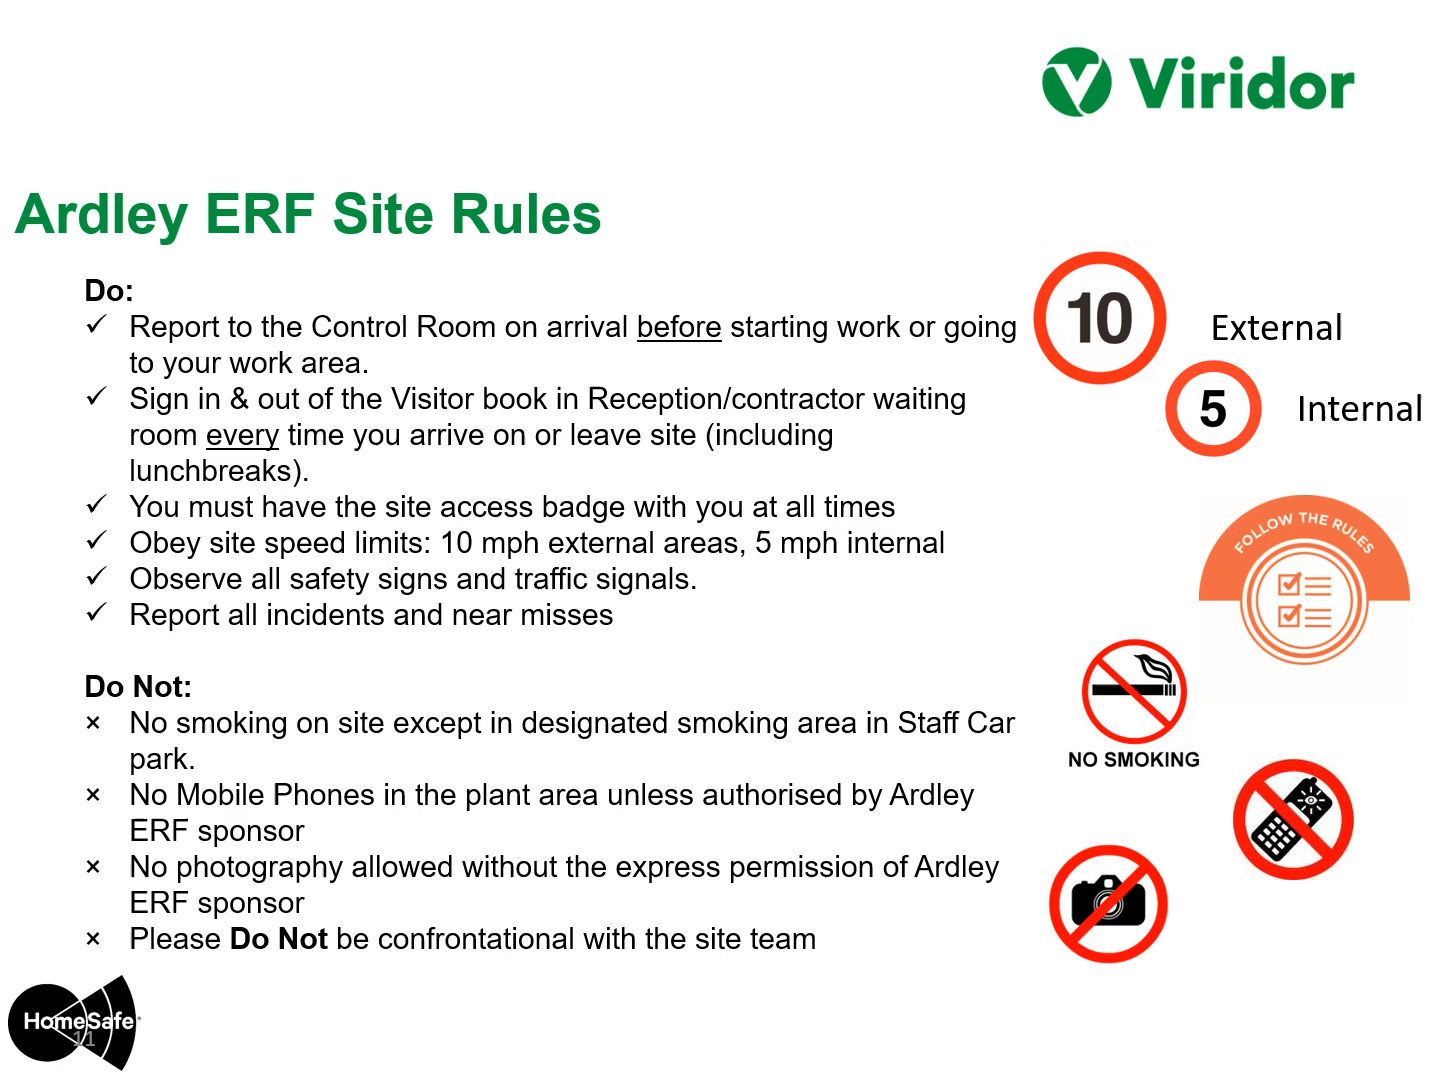 Viridor
Ardley ERF Site Rules
Do:
✓ Report to the Control Room on arrival before starting work or going
to your work area.
✓ Sign in & out of the Visitor book in Reception/contractor waiting
room every time you arrive on or leave site (including
lunchbreaks).
✓ You must have the site access badge with you at all times
✓ Obey site speed limits: 10 mph external areas, 5 mph internal
✓ Observe all safety signs and traffic signals.
✓ Report all incidents and near misses
Do Not:
× No smoking on site except in designated smoking area in Staff Car
park.
× No Mobile Phones in the plant area unless authorised by Ardley
ERF sponsor
× No photography allowed without the express permission of Ardley
ERF sponsor
× Please Do Not be confrontational with the site team
10 External
5 Internal
FOLLOW THE RULES
NO SMOKING
HomeSafe
11